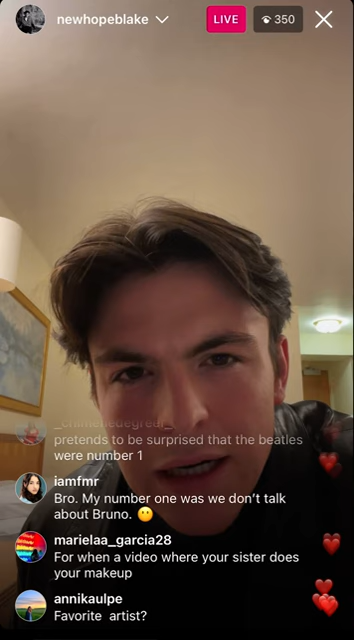 newhopeblake
LIVE
350
pretends to be surprised that the beatles
were number 1
iamfmr
Bro. My number one was we don't talk
about Bruno. 😶
marielaa_garcia28
For when a video where your sister does
your makeup
annikaulpe
Favorite artist?